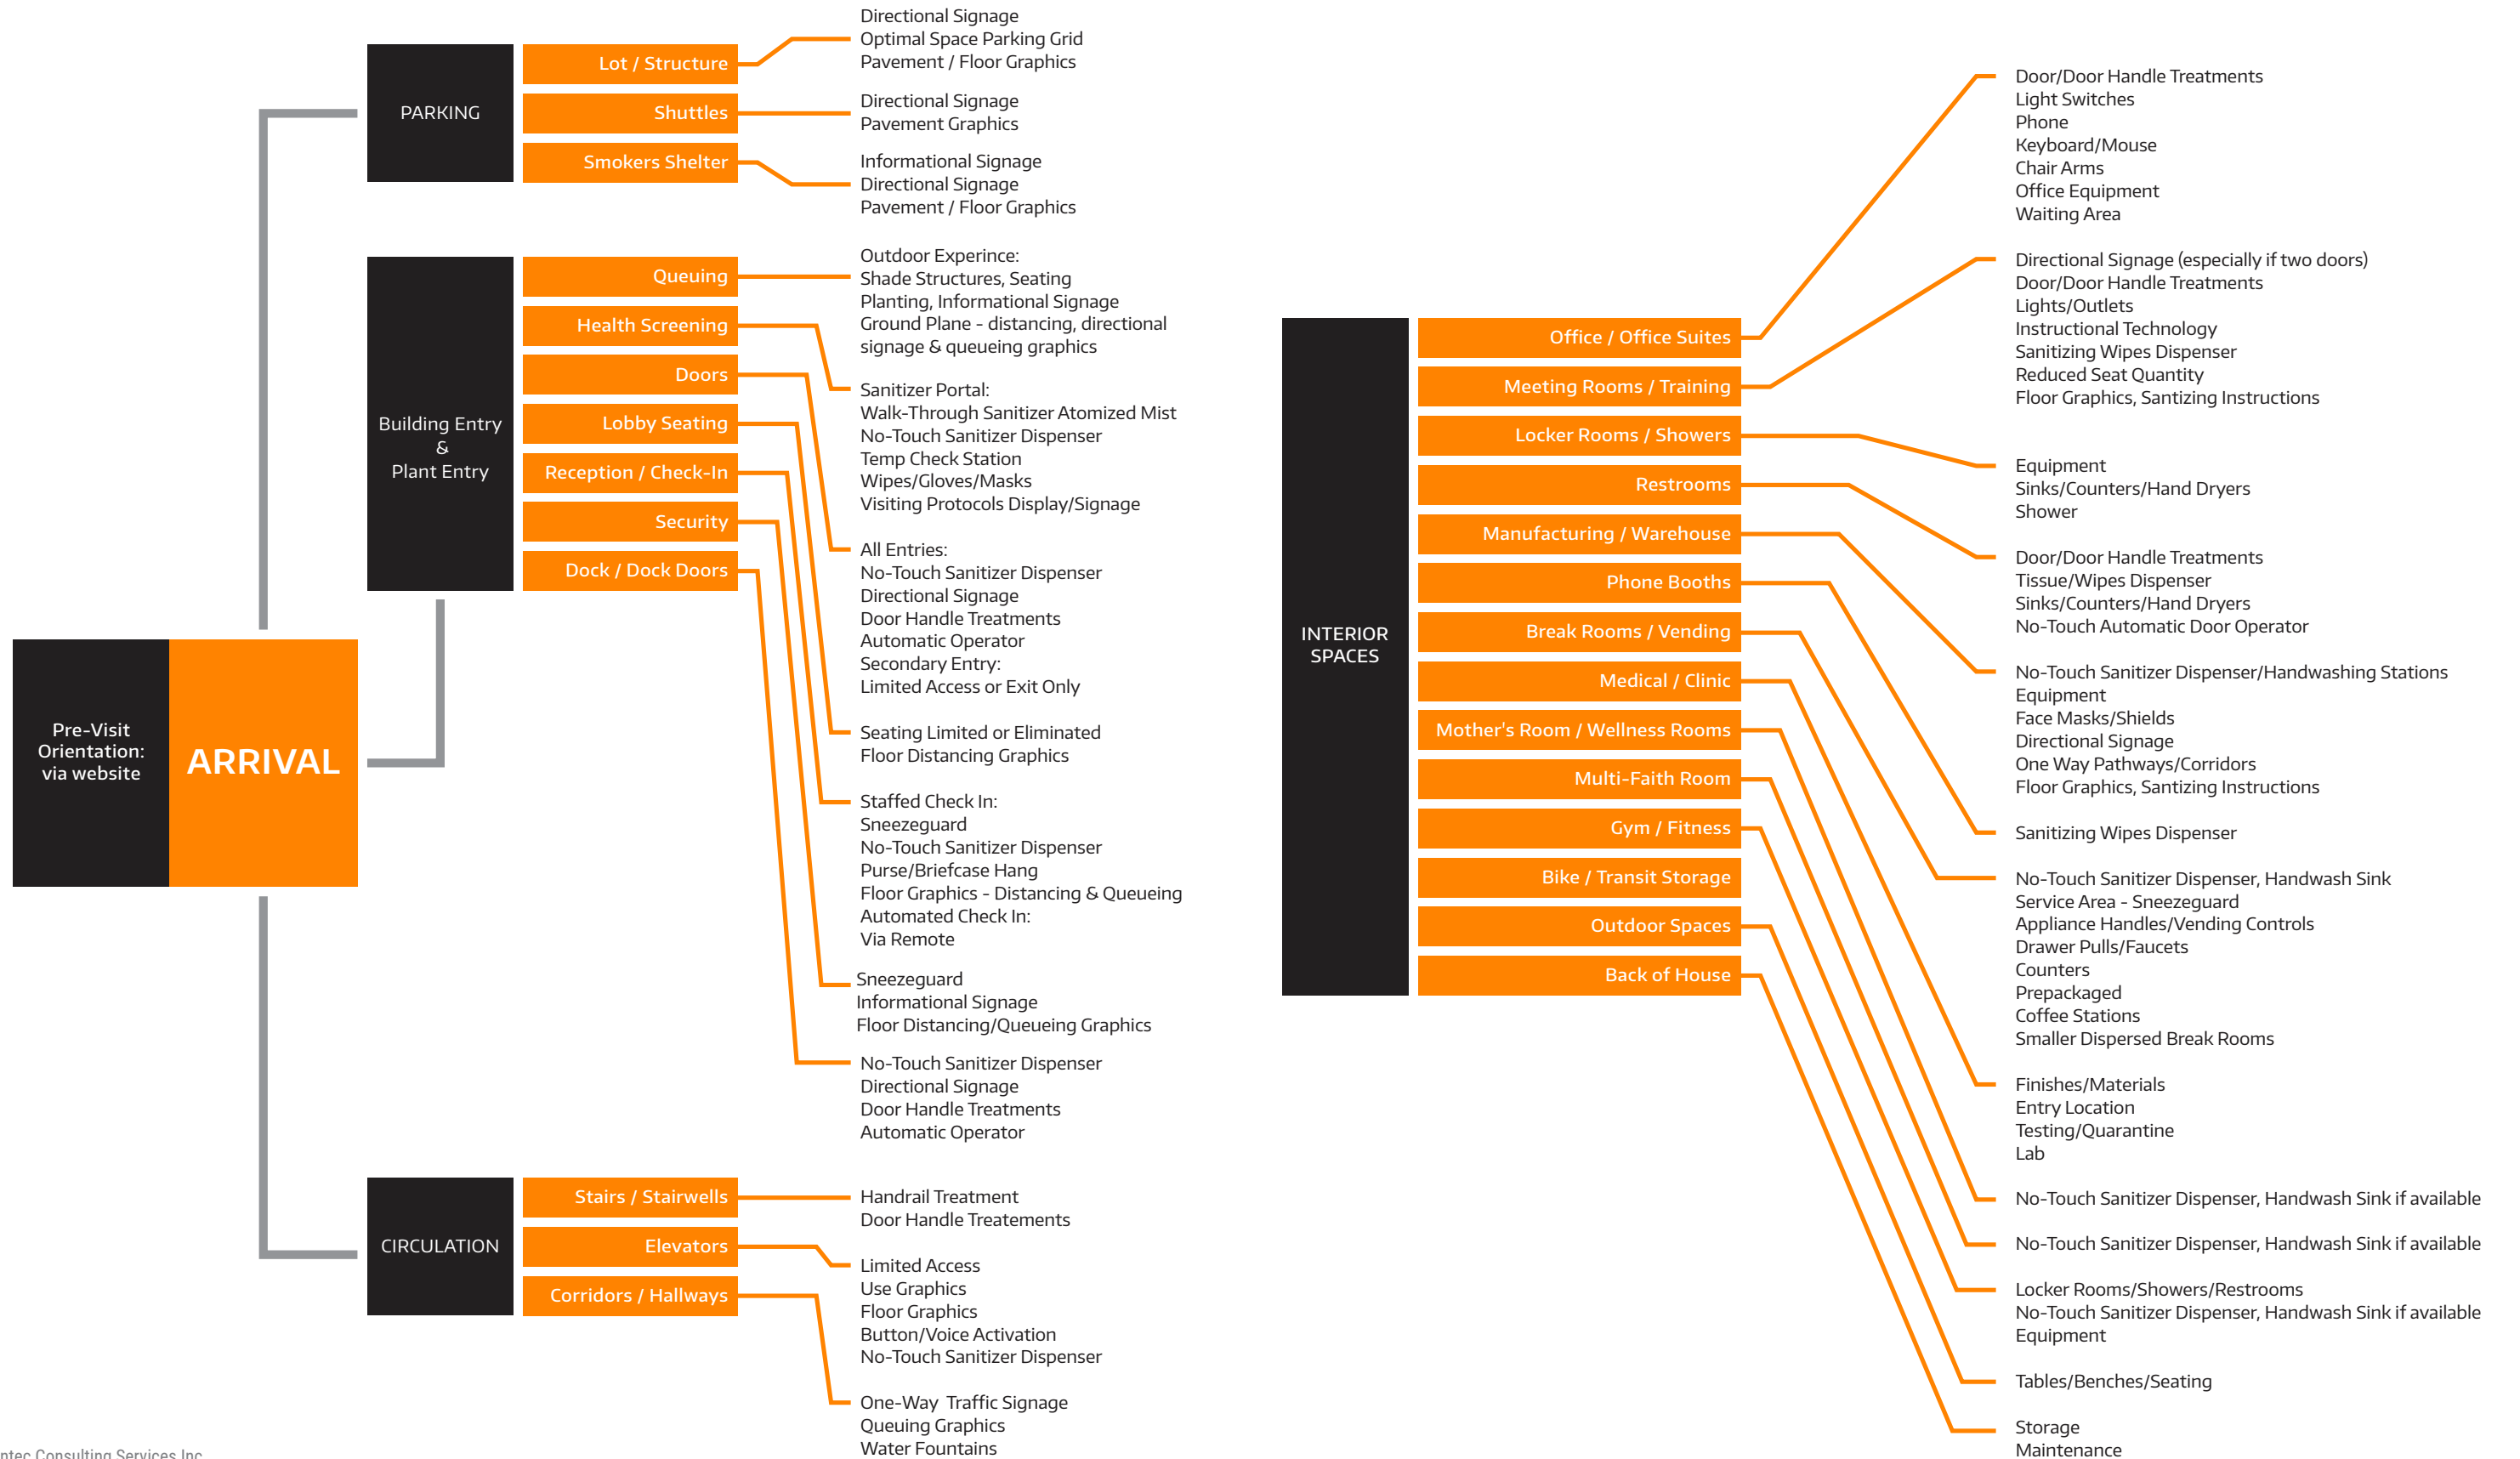 Pre-Visit
Orientation:
via website
ARRIVAL
PARKING
Lot / Structure
Directional Signage
Optimal Space Parking Grid
Pavement / Floor Graphics
Shuttles
Directional Signage
Pavement Graphics
Smokers Shelter
Informational Signage
Directional Signage
Pavement / Floor Graphics
Building Entry
&
Plant Entry
Queuing
Outdoor Experince:
Shade Structures, Seating
Planting, Informational Signage
Ground Plane - distancing, directional
signage & queueing graphics
Health Screening
Sanitizer Portal:
Walk-Through Sanitizer Atomized Mist
No-Touch Sanitizer Dispenser
Temp Check Station
Wipes/Gloves/Masks
Visiting Protocols Display/Signage
Doors
All Entries:
No-Touch Sanitizer Dispenser
Directional Signage
Door Handle Treatments
Automatic Operator
Secondary Entry:
Limited Access or Exit Only
Lobby Seating
Seating Limited or Eliminated
Floor Distancing Graphics
Reception / Check-In
Staffed Check In:
Sneezeguard
No-Touch Sanitizer Dispenser
Purse/Briefcase Hang
Floor Graphics - Distancing & Queueing
Automated Check In:
Via Remote
Security
Sneezeguard
Informational Signage
Floor Distancing/Queueing Graphics
Dock / Dock Doors
No-Touch Sanitizer Dispenser
Directional Signage
Door Handle Treatments
Automatic Operator
CIRCULATION
Stairs / Stairwells
Handrail Treatment
Door Handle Treatements
Elevators
Limited Access
Use Graphics
Floor Graphics
Button/Voice Activation
No-Touch Sanitizer Dispenser
Corridors / Hallways
One-Way Traffic Signage
Queuing Graphics
Water Fountains
INTERIOR
SPACES
Office / Office Suites
Door/Door Handle Treatments
Light Switches
Phone
Keyboard/Mouse
Chair Arms
Office Equipment
Waiting Area
Meeting Rooms / Training
Directional Signage (especially if two doors)
Door/Door Handle Treatments
Lights/Outlets
Instructional Technology
Sanitizing Wipes Dispenser
Reduced Seat Quantity
Floor Graphics, Santizing Instructions
Locker Rooms / Showers
Equipment
Sinks/Counters/Hand Dryers
Shower
Restrooms
Door/Door Handle Treatments
Tissue/Wipes Dispenser
Sinks/Counters/Hand Dryers
No-Touch Automatic Door Operator
Manufacturing / Warehouse
No-Touch Sanitizer Dispenser/Handwashing Stations
Equipment
Face Masks/Shields
Directional Signage
One Way Pathways/Corridors
Floor Graphics, Santizing Instructions
Phone Booths
Sanitizing Wipes Dispenser
Break Rooms / Vending
No-Touch Sanitizer Dispenser, Handwash Sink
Service Area - Sneezeguard
Appliance Handles/Vending Controls
Drawer Pulls/Faucets
Counters
Prepackaged
Coffee Stations
Smaller Dispersed Break Rooms
Medical / Clinic
Finishes/Materials
Entry Location
Testing/Quarantine
Lab
Mother's Room / Wellness Rooms
No-Touch Sanitizer Dispenser, Handwash Sink if available
Multi-Faith Room
No-Touch Sanitizer Dispenser, Handwash Sink if available
Gym / Fitness
Locker Rooms/Showers/Restrooms
No-Touch Sanitizer Dispenser, Handwash Sink if available
Equipment
Bike / Transit Storage
Outdoor Spaces
Tables/Benches/Seating
Back of House
Storage
Maintenance
ntec Consulting Services Inc